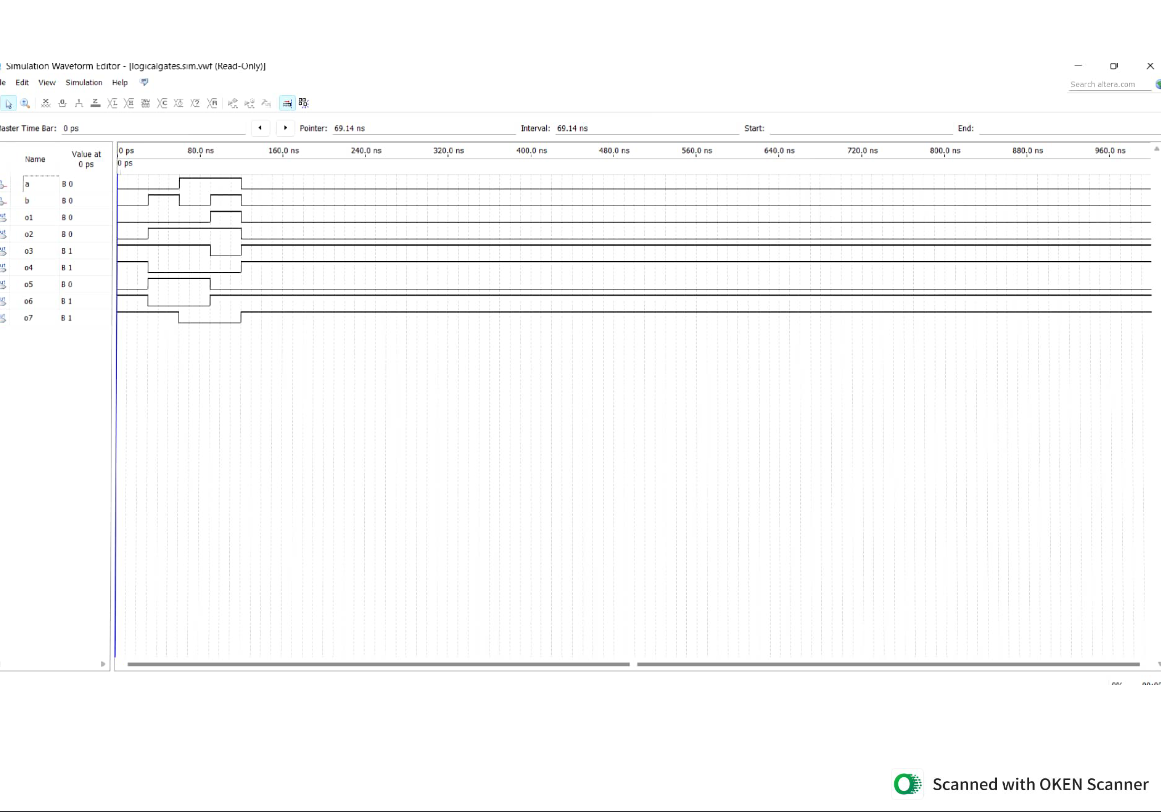 Simulation Waveform Editor - [logicalgates.sim.vwf (Read-Only)]
le Edit View Simulation Help
Search altera.com
aster Time Bar: 0 ps Pointer: 69.14 ns Interval: 69.14 ns Start: End:
Name Value at 0 ps
0 ps 80.0 ns 160.0 ns 240.0 ns 320.0 ns 400.0 ns 480.0 ns 560.0 ns 640.0 ns 720.0 ns 800.0 ns 880.0 ns 960.0 ns
0 ps
a B 0
b B 0
o1 B 0
o2 B 0
o3 B 1
o4 B 1
o5 B 0
o6 B 1
o7 B 1
Scanned with OKEN Scanner